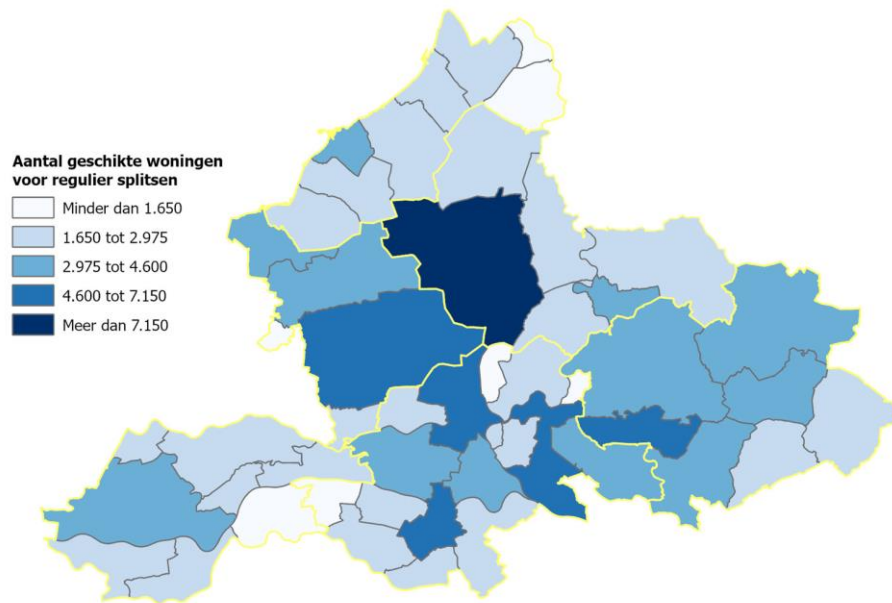 Aantal geschikte woningen
voor regulier splitsen
Minder dan 1.650
1.650 tot 2.975
2.975 tot 4.600
4.600 tot 7.150
Meer dan 7.150